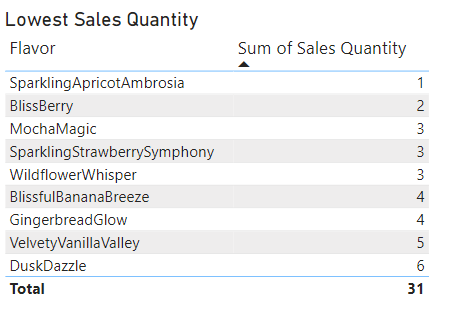 Lowest Sales Quantity
Flavor Sum of Sales Quantity
SparklingApricotAmbrosia 1
BlissBerry 2
MochaMagic 3
SparklingStrawberrySymphony 3
WildflowerWhisper 3
BlissfulBananaBreeze 4
GingerbreadGlow 4
VelvetyVanillaValley 5
DuskDazzle 6
Total 31